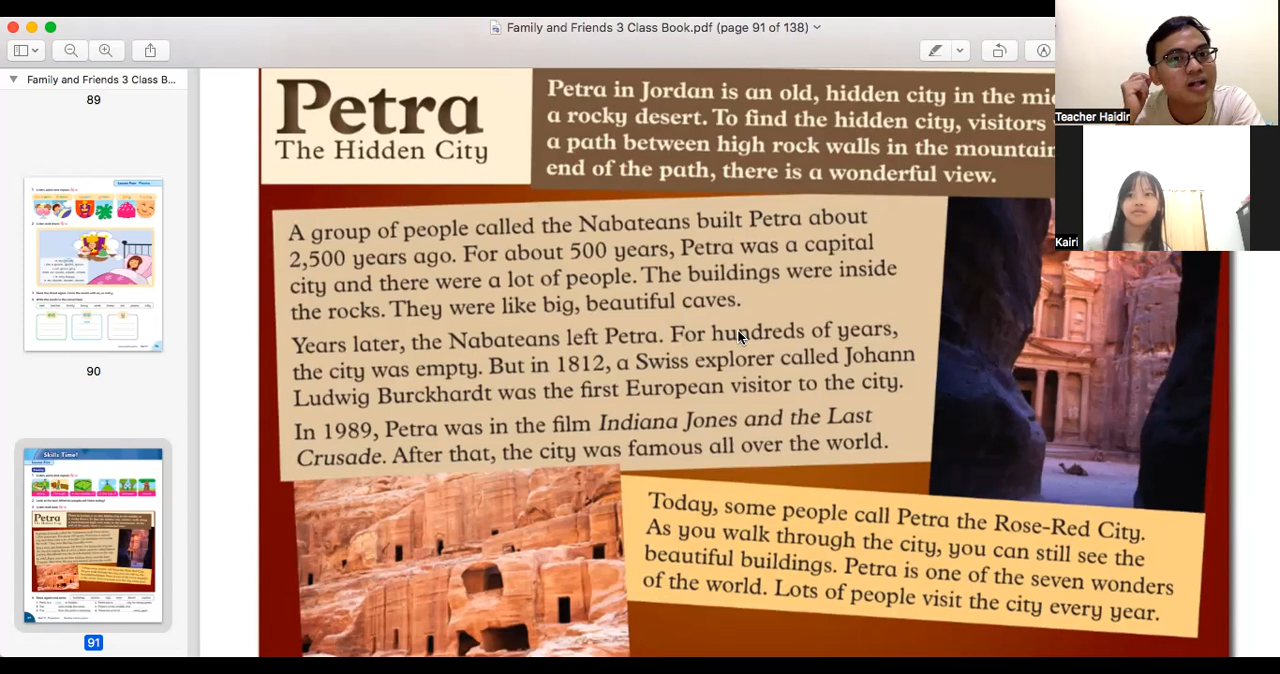 Family and Friends 3 Class Book.pdf (page 91 of 138)
Family and Friends 3 Class B...
89
90
91
Skills Time!
Petra
The Hidden City
Petra in Jordan is an old, hidden city in the
a rocky desert. To find the hidden city, visitors
a path between high rock walls in the mountain
end of the path, there is a wonderful view.
A group of people called the Nabateans built Petra about
2,500 years ago. For about 500 years, Petra was a capital
city and there were a lot of people. The buildings were inside
the rocks. They were like big, beautiful caves.
Years later, the Nabateans left Petra. For hundreds of years,
the city was empty. But in 1812, a Swiss explorer called Johann
Ludwig Burckhardt was the first European visitor to the city.
In 1989, Petra was in the film Indiana Jones and the Last
Crusade. After that, the city was famous all over the world.
Today, some people call Petra the Rose-Red City.
As you walk through the city, you can still see the
beautiful buildings. Petra is one of the seven wonders
of the world. Lots of people visit the city every year.
Teacher Haidir
Kairi